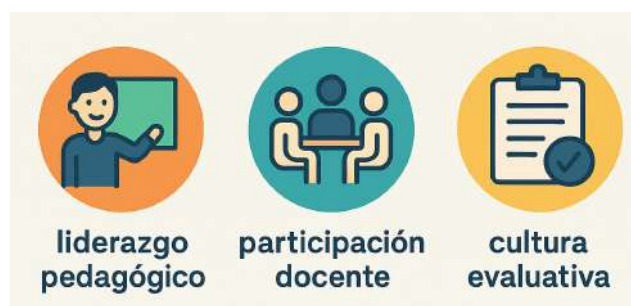 liderazgo
pedagógico
participación
docente
cultura
evaluativa